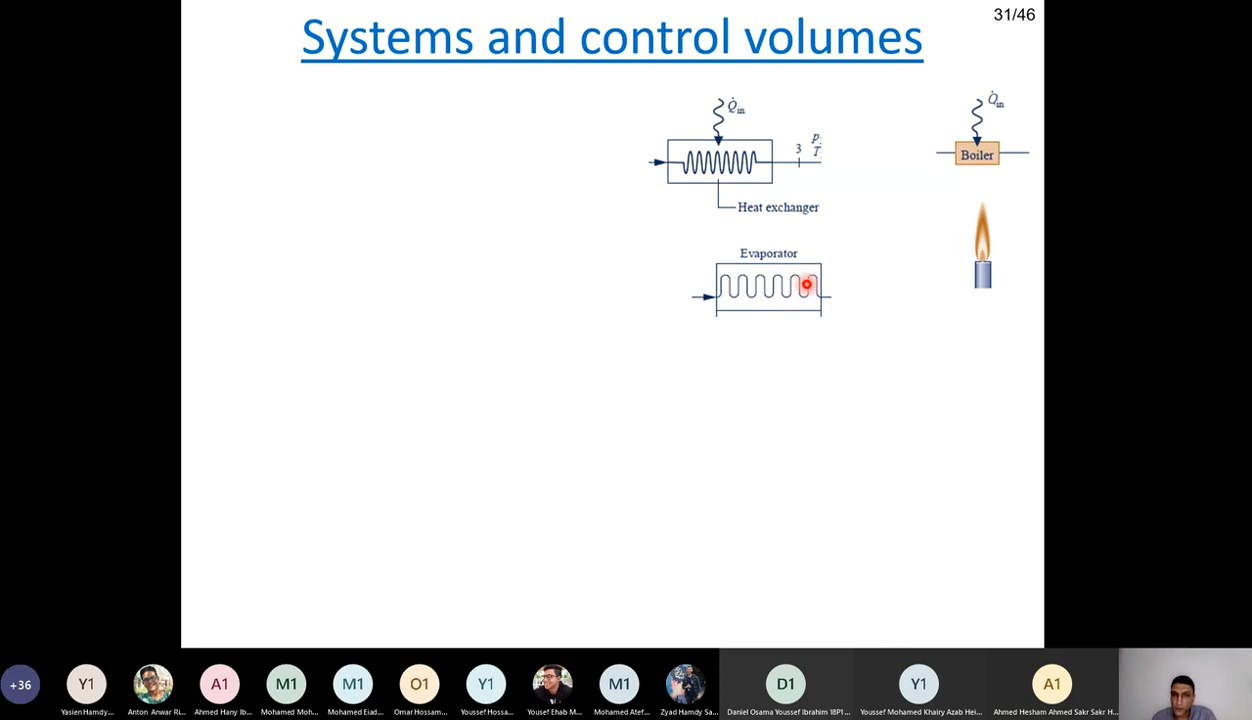 31/46
Systems and control volumes
Q̇in
Q̇in
3
p
T
Boiler
Heat exchanger
Evaporator
+36
Y1
A1
M1
M1
O1
Y1
M1
D1
Y1
A1
Yasien Hamdy...
Anton Anwar Ri...
Ahmed Hany Ib...
Mohamed Moh...
Mohamed Eiad...
Omar Hossam...
Youssef Hossa...
Yousef Ehab M...
Mohamed Atef...
Zyad Hamdy Sa...
Daniel Osama Youssef Ibrahim 18PI...
Youssef Mohamed Khairy Azab Hei...
Ahmed Hesham Ahmed Sakr Sakr H...